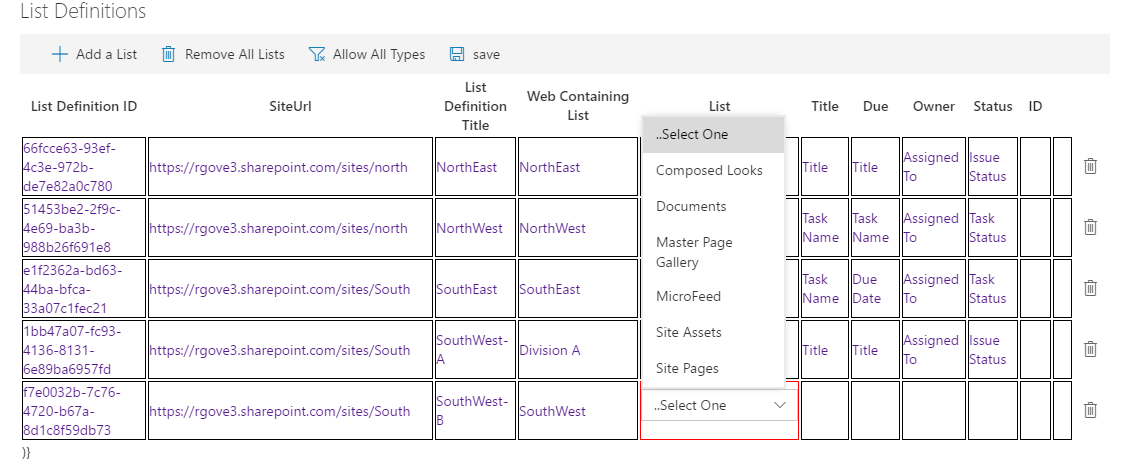 List Definitions
Add a List Remove All Lists Allow All Types save
List Definition ID SiteUrl List Definition Title Web Containing List List Title Due Owner Status ID
66fcce63-93ef-4c3e-972b-de7e82a0c780 https://rgove3.sharepoint.com/sites/north NorthEast NorthEast Title Title Assigned To Issue Status
51453be2-2f9c-4e69-ba3b-988b26f691e8 https://rgove3.sharepoint.com/sites/north NorthWest NorthWest Task Name Task Name Assigned To Task Status
e1f2362a-bd63-44ba-bfca-33a07c1fec21 https://rgove3.sharepoint.com/sites/South SouthEast SouthEast Task Name Due Date Assigned To Task Status
1bb47a07-fc93-4136-8131-6e89ba6957fd https://rgove3.sharepoint.com/sites/South SouthWest-A Division A Title Title Assigned To Issue Status
f7e0032b-7c76-4720-b67a-8d1c8f59db73 https://rgove3.sharepoint.com/sites/South SouthWest-B SouthWest ..Select One
..Select One
Composed Looks
Documents
Master Page
Gallery
MicroFeed
Site Assets
Site Pages
)}